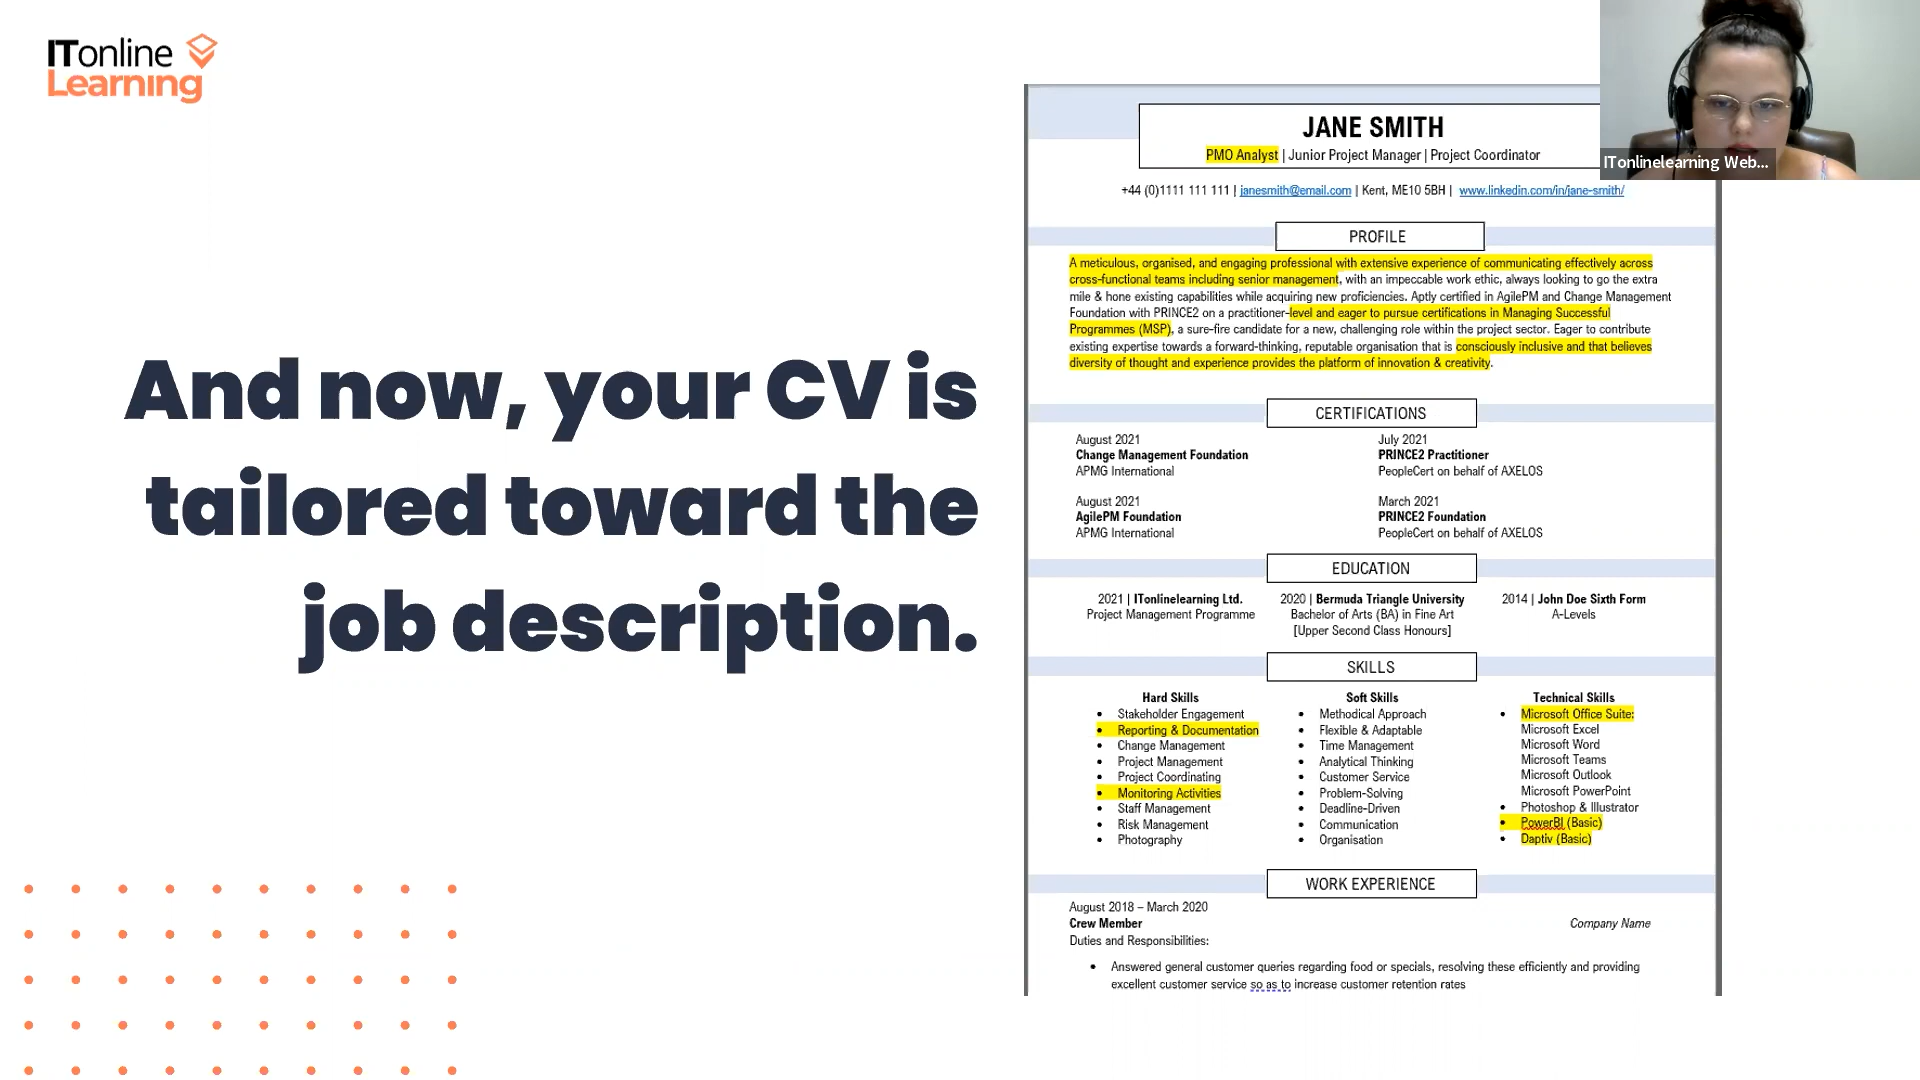 ITonline
Learning
And now, your CV is
tailored toward the
job description.
JANE SMITH
PMO Analyst | Junior Project Manager | Project Coordinator
+44 (0)1111 111 111 | janesmith@email.com | Kent, ME10 5BH | www.linkedin.com/in/jane-smith/
ITonlinelearning Web...
PROFILE
A meticulous, organised, and engaging professional with extensive experience of communicating effectively across
cross-functional teams including senior management, with an impeccable work ethic, always looking to go the extra
mile & hone existing capabilities while acquiring new proficiencies. Aptly certified in AgilePM and Change Management
Foundation with PRINCE2 on a practitioner-level and eager to pursue certifications in Managing Successful
Programmes (MSP), a sure-fire candidate for a new, challenging role within the project sector. Eager to contribute
existing expertise towards a forward-thinking, reputable organisation that is consciously inclusive and that believes
diversity of thought and experience provides the platform of innovation & creativity.
CERTIFICATIONS
August 2021
Change Management Foundation
APMG International
July 2021
PRINCE2 Practitioner
PeopleCert on behalf of AXELOS
August 2021
AgilePM Foundation
APMG International
March 2021
PRINCE2 Foundation
PeopleCert on behalf of AXELOS
EDUCATION
2021 | ITonlinelearning Ltd.
Project Management Programme
2020 | Bermuda Triangle University
Bachelor of Arts (BA) in Fine Art
[Upper Second Class Honours]
2014 | John Doe Sixth Form
A-Levels
SKILLS
Hard Skills
• Stakeholder Engagement
• Reporting & Documentation
• Change Management
• Project Management
• Project Coordinating
• Monitoring Activities
• Staff Management
• Risk Management
• Photography
Soft Skills
• Methodical Approach
• Flexible & Adaptable
• Time Management
• Analytical Thinking
• Customer Service
• Problem-Solving
• Deadline-Driven
• Communication
• Organisation
Technical Skills
• Microsoft Office Suite:
Microsoft Excel
Microsoft Word
Microsoft Teams
Microsoft Outlook
Microsoft PowerPoint
• Photoshop & Illustrator
• PowerBI (Basic)
• Daptiv (Basic)
WORK EXPERIENCE
August 2018 – March 2020
Crew Member
Company Name
Duties and Responsibilities:
• Answered general customer queries regarding food or specials, resolving these efficiently and providing
excellent customer service so as to increase customer retention rates